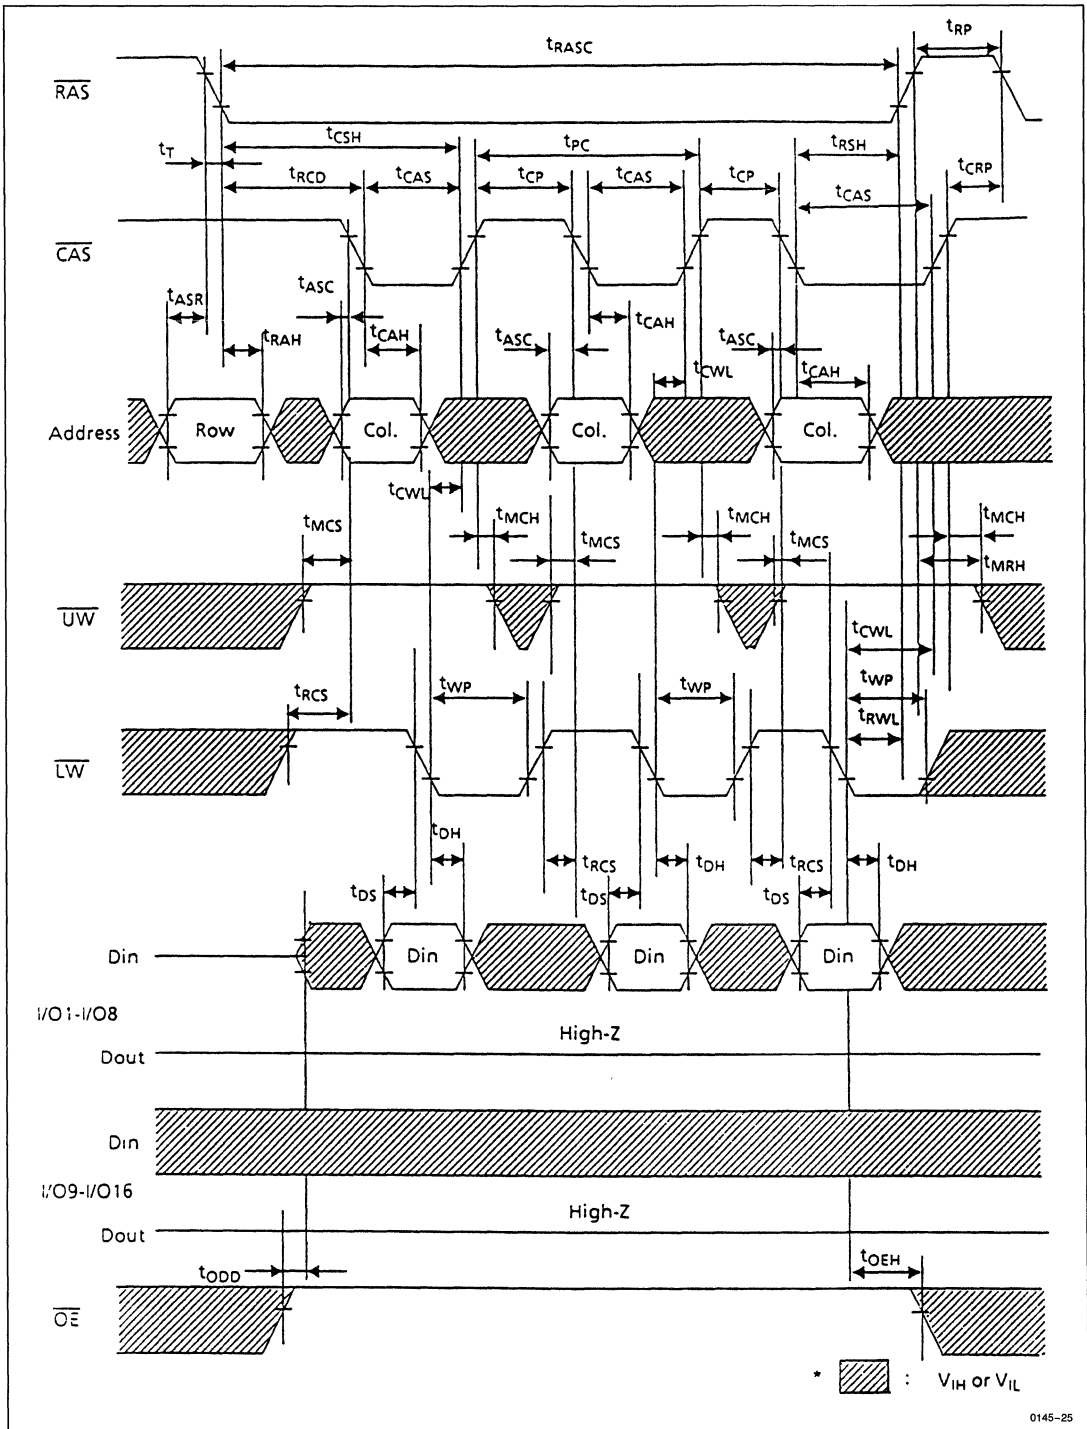 tRP
tRASC
RAS
tCSH
tPC
tRSH
tT
tRCD tCAS tCP tCAS tCP tCRP
tCAS
CAS
tASR tASC
tRAH tCAH tASC tCAH tASC
tCWL tCAH
Address Row Col. Col. Col.
tCWL
tMCS tMCH tMCH tMCH
tMCS tMCS
tMRH
UW
tCWL
tRCS tWP tWP tWP
tRWL
LW
tDH
tRCS tDH tRCS tDH
tDS tDS tDS
Din Din Din Din
I/O1-I/O8
High-Z
Dout
Din
I/O9-I/O16
High-Z
Dout
tODD tOEH
OE
* : VIH or VIL
0145-25